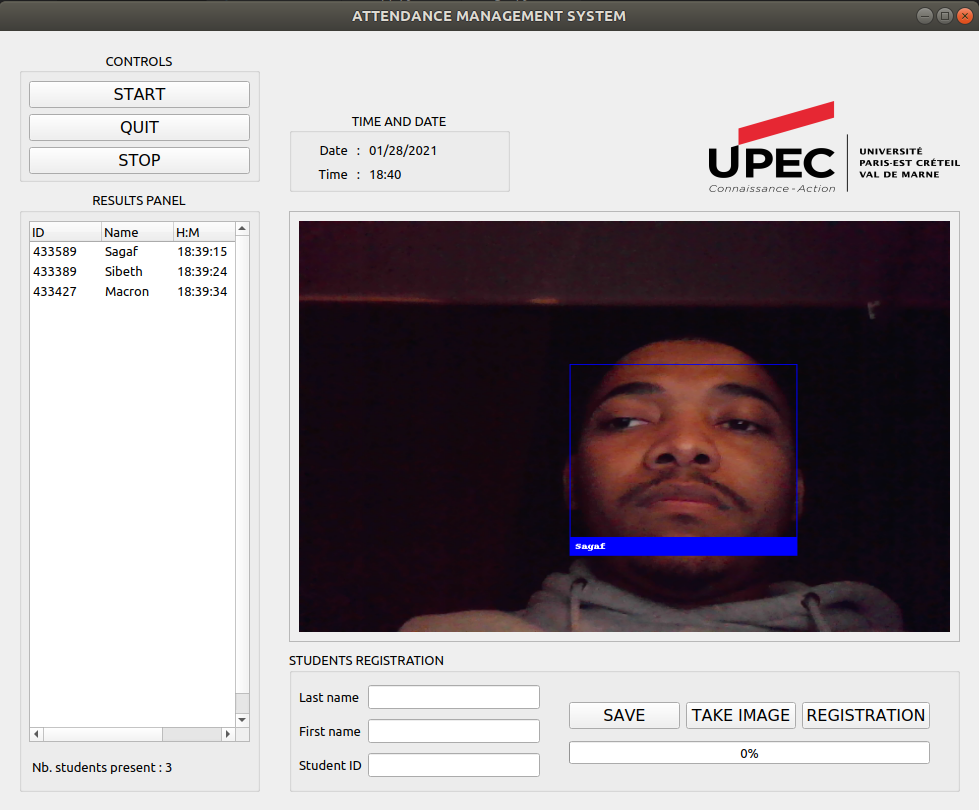 ATTENDANCE MANAGEMENT SYSTEM
CONTROLS
START
QUIT
STOP
RESULTS PANEL
ID Name H:M
433589 Sagaf 18:39:15
433389 Sibeth 18:39:24
433427 Macron 18:39:34
Nb. students present : 3
TIME AND DATE
Date : 01/28/2021
Time : 18:40
UPEC
Connaissance - Action
UNIVERSITÉ
PARIS-EST CRÉTEIL
VAL DE MARNE
Sagaf
STUDENTS REGISTRATION
Last name
First name
Student ID
SAVE TAKE IMAGE REGISTRATION
0%